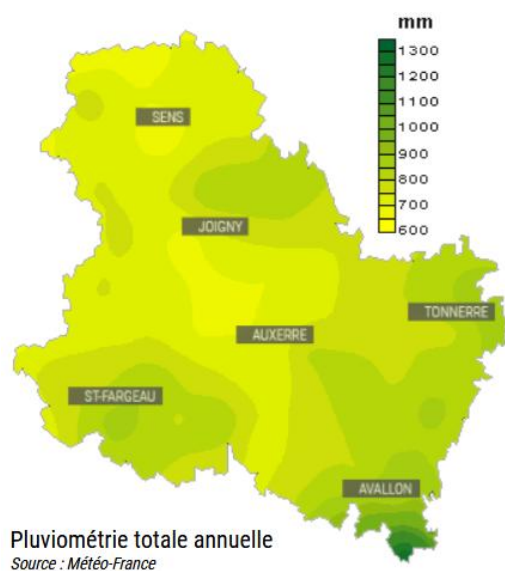 mm
1300
1200
1100
1000
900
800
700
600
SENS
JOIGNY
TONNERRE
AUXERRE
ST-FARGEAU
AVALLON
Pluviométrie totale annuelle
Source : Météo-France